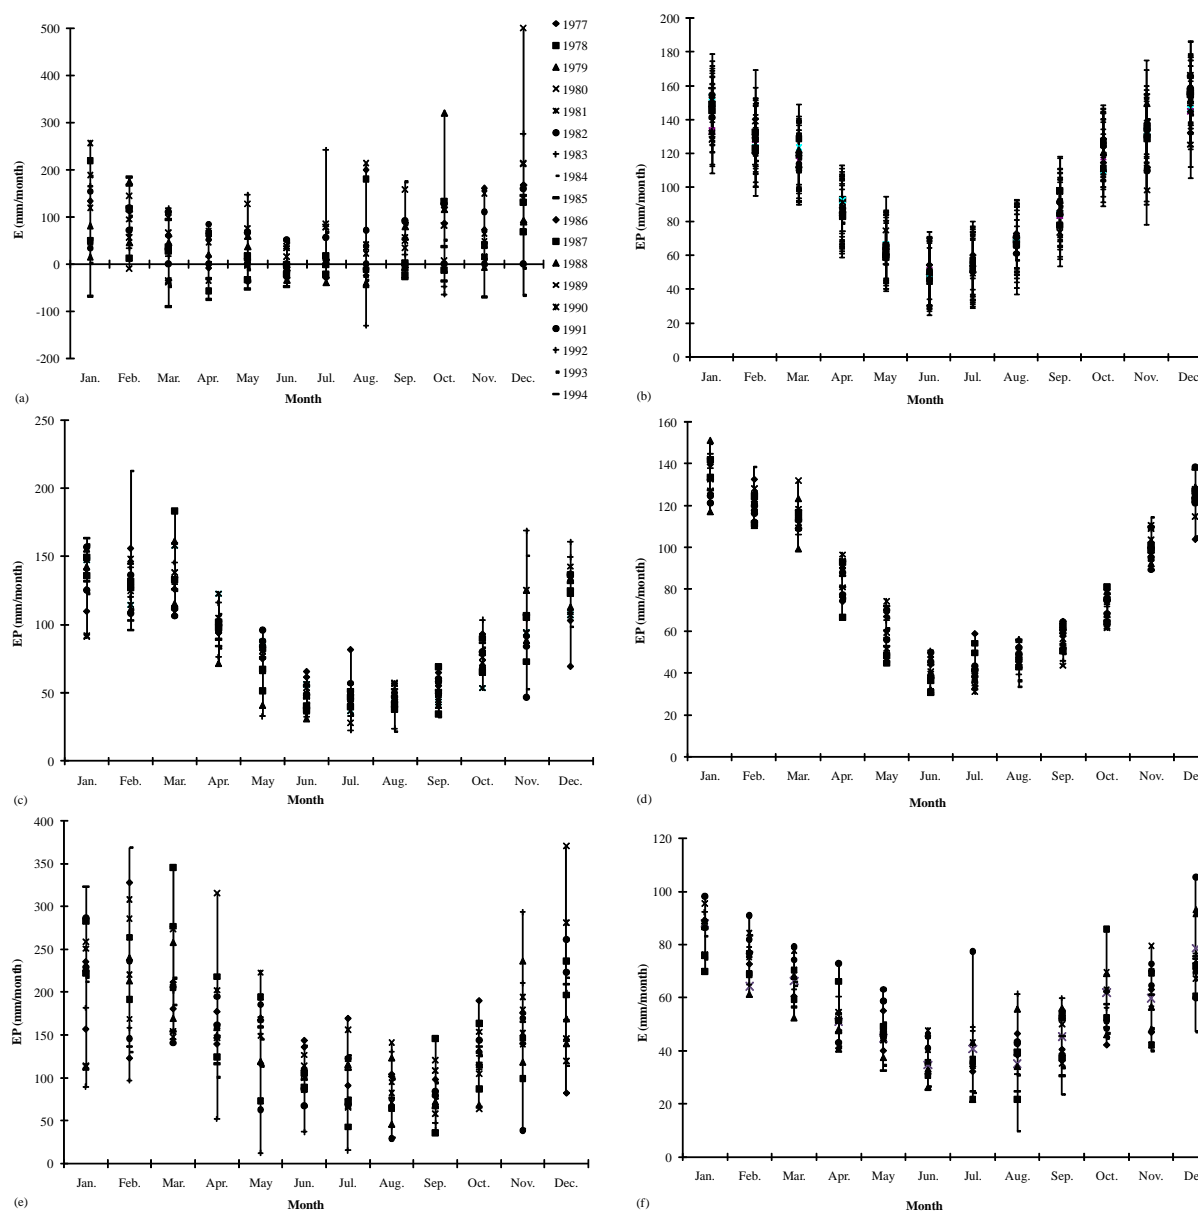 600
500
400
300
200
100
0
-100
-200
E (mm/month)
Jan. Feb. Mar. Apr. May Jun. Jul. Aug. Sep. Oct. Nov. Dec.
(a)
Month
1977
1978
1979
1980
1981
1982
1983
1984
1985
1986
1987
1988
1989
1990
1991
1992
1993
1994
200
180
160
140
120
100
80
60
40
20
0
EP (mm/month)
Jan. Feb. Mar. Apr. May Jun. Jul. Aug. Sep. Oct. Nov. Dec
(b)
Month
250
200
150
100
50
0
EP (mm/month)
Jan. Feb. Mar. Apr. May Jun. Jul. Aug. Sep. Oct. Nov. Dec.
(c)
Month
160
140
120
100
80
60
40
20
0
EP (mm/month)
Jan. Feb. Mar. Apr. May Jun. Jul. Aug. Sep. Oct. Nov. De
(d)
Month
400
350
300
250
200
150
100
50
0
EP (mm/month)
Jan. Feb. Mar. Apr. May Jun. Jul. Aug. Sep. Oct. Nov. Dec.
(e)
Month
120
100
80
60
40
20
0
E (mm/month)
Jan. Feb. Mar. Apr. May Jun. Jul. Aug. Sep. Oct. Nov. De
(f)
Month